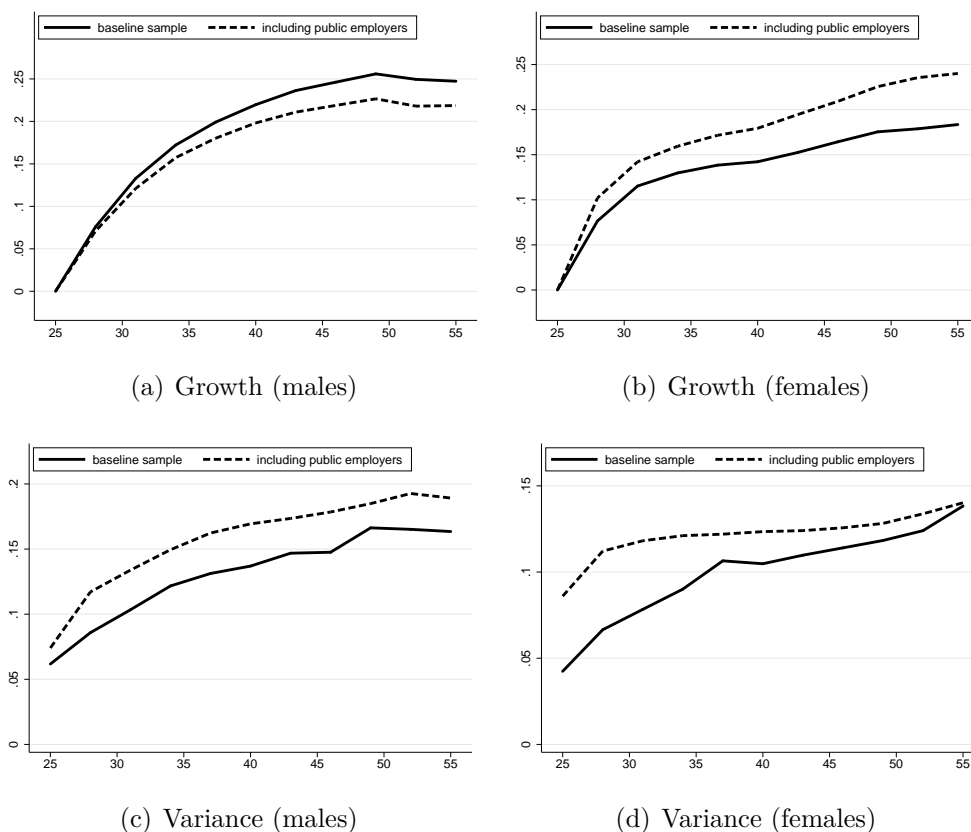 baseline sample including public employers
.25
.2
.15
.1
.05
0
25 30 35 40 45 50 55
(a) Growth (males)
baseline sample including public employers
.25
.2
.15
.1
.05
0
25 30 35 40 45 50 55
(b) Growth (females)
baseline sample including public employers
.2
.15
.1
.05
0
25 30 35 40 45 50 55
(c) Variance (males)
baseline sample including public employers
.15
.1
.05
0
25 30 35 40 45 50 55
(d) Variance (females)